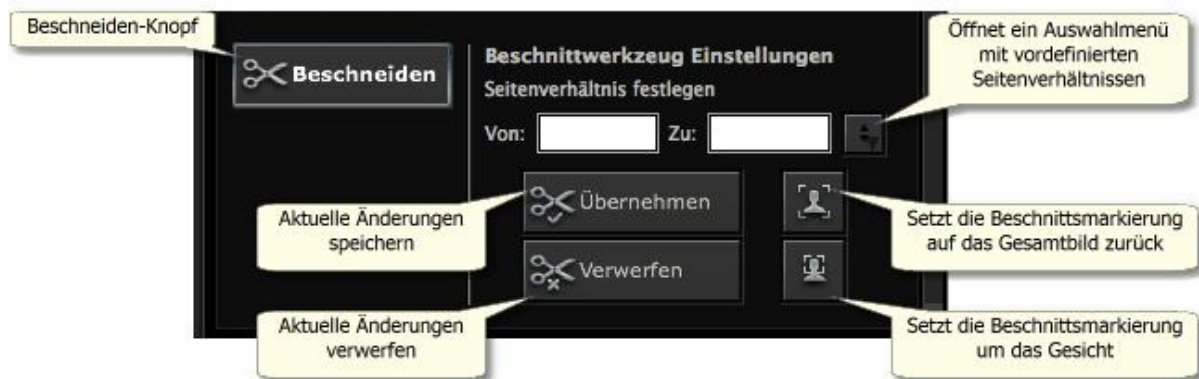 Beschneiden-Knopf
Öffnet ein Auswahlmenü
mit vordefinierten
Seitenverhältnissen
Beschneiden
Beschnittwerkzeug Einstellungen
Seitenverhältnis festlegen
Von:
Zu:
Aktuelle Änderungen
speichern
Übernehmen
Setzt die Beschnittsmarkierung
auf das Gesamtbild zurück
Verwerfen
Aktuelle Änderungen
verwerfen
Setzt die Beschnittsmarkierung
um das Gesicht